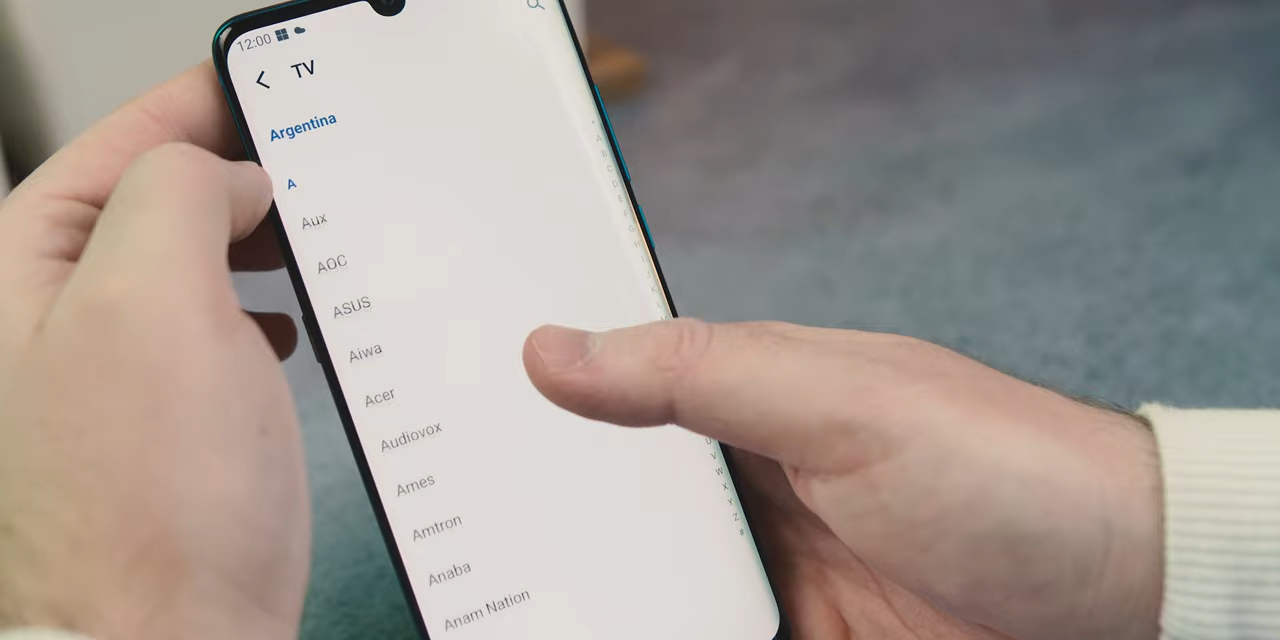 12:00
TV
Argentina
A
Aux
AOC
ASUS
Aiwa
Acer
Audiovox
Ames
Amtron
Anaba
Anam Nation
A
B
C
D
E
F
G
H
I
J
K
U
V
W
X
Y
Z
#